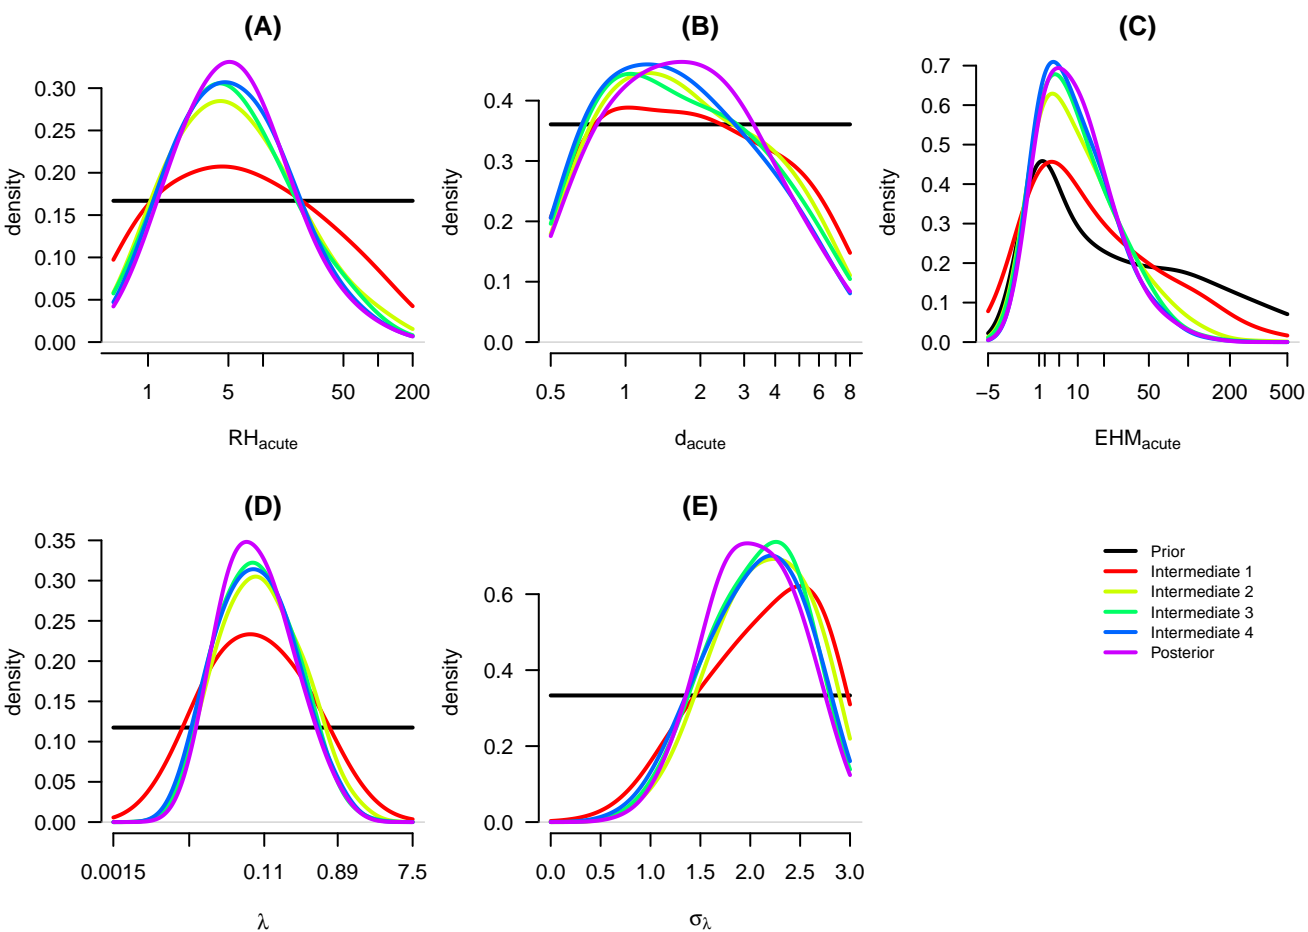 (A)
density
0.30
0.25
0.20
0.15
0.10
0.05
0.00
1 5 50 200
RHacute
(B)
density
0.4
0.3
0.2
0.1
0.0
0.5 1 2 3 4 6 8
dacute
(C)
density
0.7
0.6
0.5
0.4
0.3
0.2
0.1
0.0
−5 1 10 50 200 500
EHMacute
(D)
density
0.35
0.30
0.25
0.20
0.15
0.10
0.05
0.00
0.0015 0.11 0.89 7.5
λ
(E)
density
0.6
0.4
0.2
0.0
0.0 0.5 1.0 1.5 2.0 2.5 3.0
σλ
Prior
Intermediate 1
Intermediate 2
Intermediate 3
Intermediate 4
Posterior